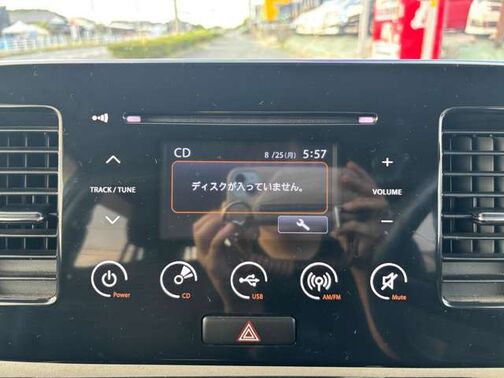 CD 8 /25(月) 5:57
ディスクが入っていません。
TRACK / TUNE
VOLUME
Power CD USB AM/FM Mute